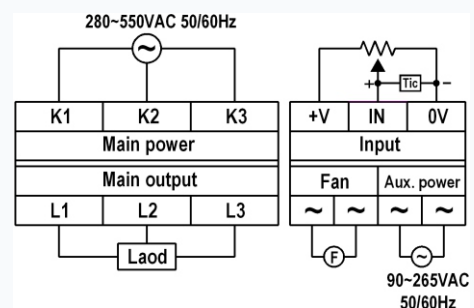 280~550VAC 50/60Hz
~
+ Tic -
K1 K2 K3
+V IN 0V
Main power
Input
Main output
Fan Aux. power
L1 L2 L3
~ ~ ~ ~
Laod
F ~
90~265VAC
50/60Hz